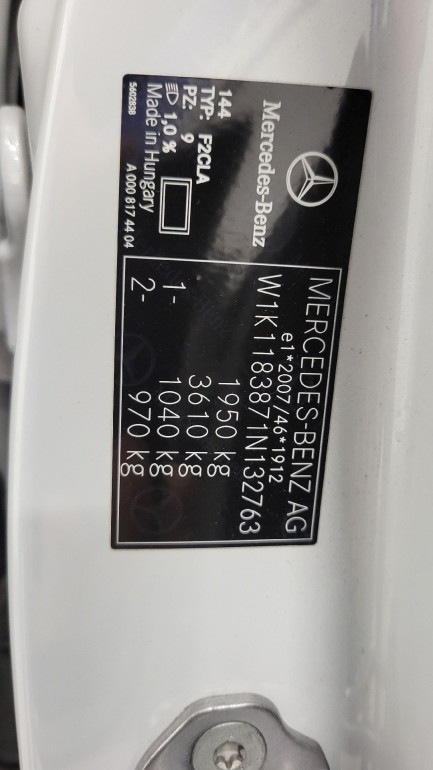 Mercedes-Benz
144
TYP: F2CLA
PZ: 9
1,0 %
Made in Hungary
5602838
A 000 817 44 04
MERCEDES-BENZ AG
e1*2007/46*1912
W1K1183871N132763
1950 kg
3610 kg
1- 1040 kg
2- 970 kg